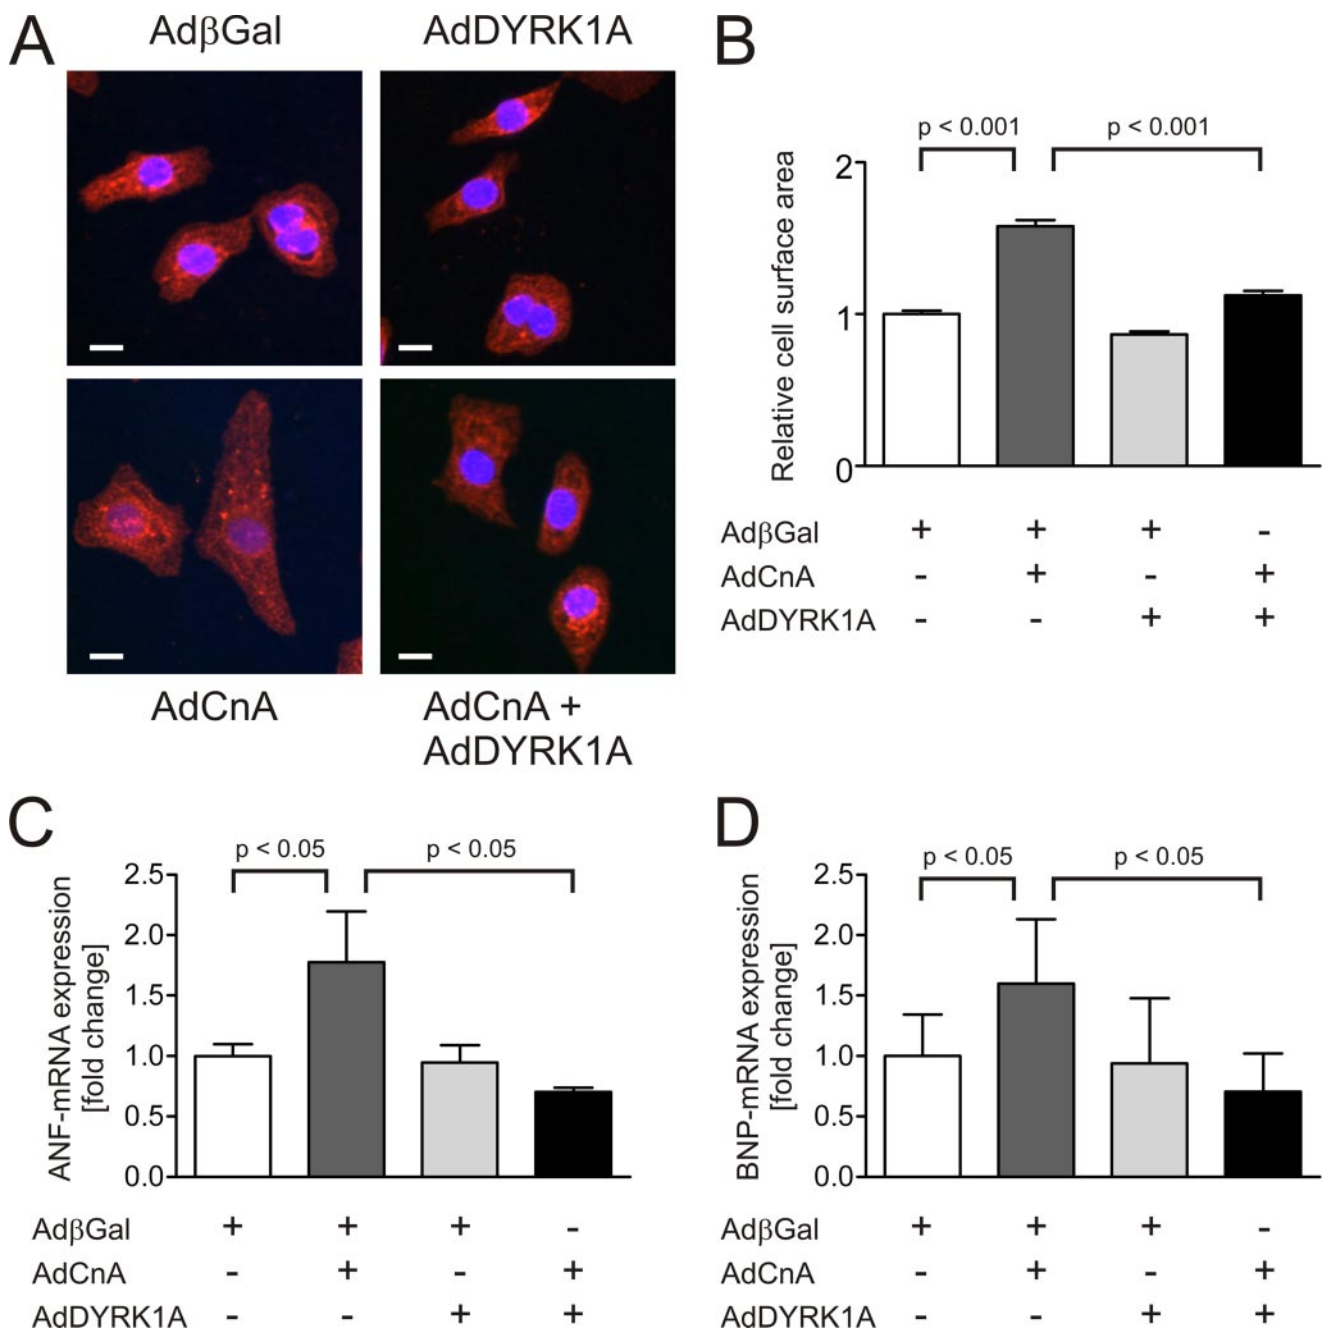 A
AdβGal
AdDYRK1A
AdCnA
AdCnA +
AdDYRK1A
B
p < 0.001
p < 0.001
Relative cell surface area
2
1
0
AdβGal + + + -
AdCnA - + - +
AdDYRK1A - - + +
C
p < 0.05
p < 0.05
ANF-mRNA expression
[fold change]
2.5
2.0
1.5
1.0
0.5
0.0
AdβGal + + + -
AdCnA - + - +
AdDYRK1A - - + +
D
p < 0.05
p < 0.05
BNP-mRNA expression
[fold change]
2.5
2.0
1.5
1.0
0.5
0.0
AdβGal + + + -
AdCnA - + - +
AdDYRK1A - - + +